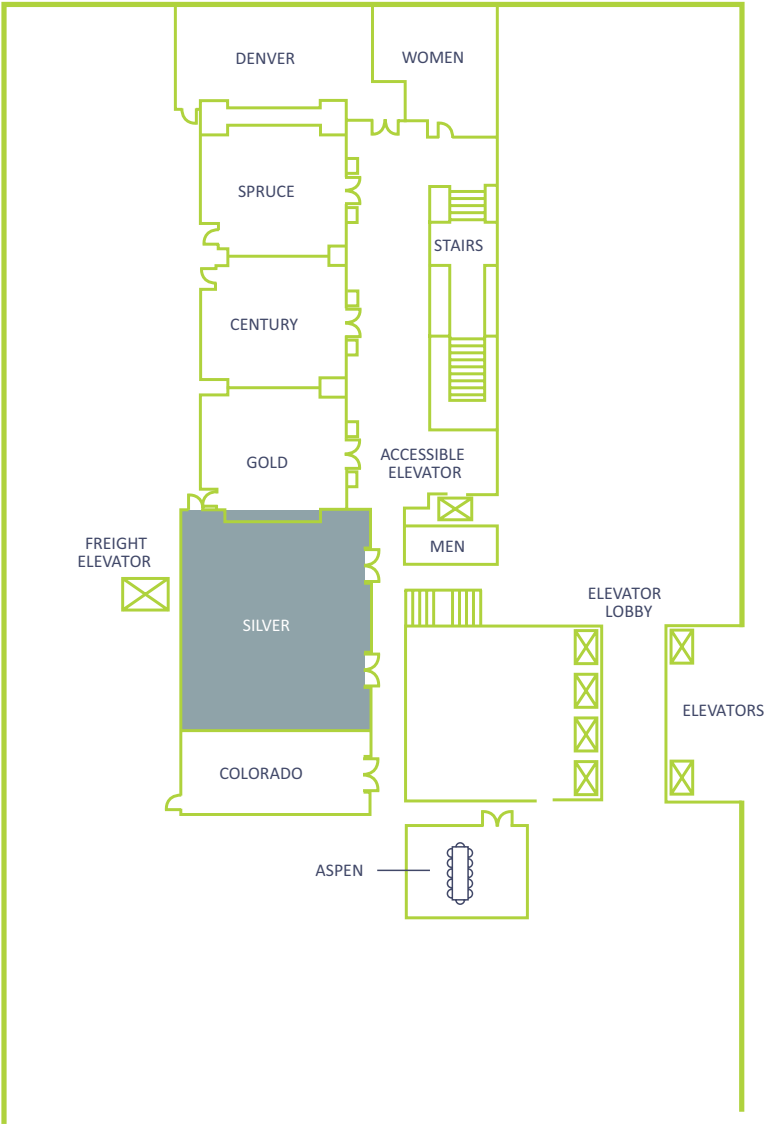 DENVER
WOMEN
SPRUCE
STAIRS
CENTURY
ACCESSIBLE
ELEVATOR
GOLD
FREIGHT
ELEVATOR
MEN
ELEVATOR
LOBBY
SILVER
ELEVATORS
COLORADO
ASPEN